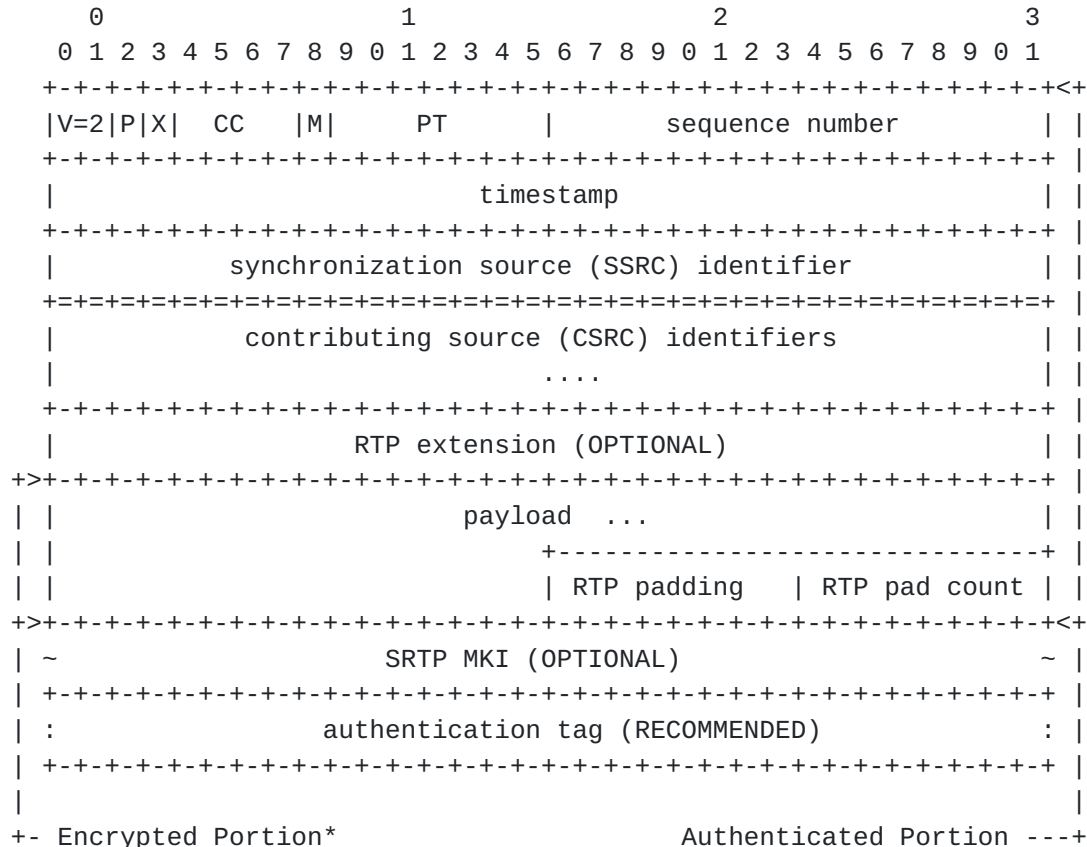 0                   1                   2                   3
   0 1 2 3 4 5 6 7 8 9 0 1 2 3 4 5 6 7 8 9 0 1 2 3 4 5 6 7 8 9 0 1
  +-+-+-+-+-+-+-+-+-+-+-+-+-+-+-+-+-+-+-+-+-+-+-+-+-+-+-+-+-+-+-+-+<+
  |V=2|P|X|  CC   |M|     PT      |       sequence number         | |
  +-+-+-+-+-+-+-+-+-+-+-+-+-+-+-+-+-+-+-+-+-+-+-+-+-+-+-+-+-+-+-+-+ |
  |                           timestamp                           | |
  +-+-+-+-+-+-+-+-+-+-+-+-+-+-+-+-+-+-+-+-+-+-+-+-+-+-+-+-+-+-+-+-+ |
  |           synchronization source (SSRC) identifier            | |
  +=+=+=+=+=+=+=+=+=+=+=+=+=+=+=+=+=+=+=+=+=+=+=+=+=+=+=+=+=+=+=+=+ |
  |            contributing source (CSRC) identifiers             | |
  |                               ....                            | |
  +-+-+-+-+-+-+-+-+-+-+-+-+-+-+-+-+-+-+-+-+-+-+-+-+-+-+-+-+-+-+-+-+ |
  |                   RTP extension (OPTIONAL)                    | |
+>+-+-+-+-+-+-+-+-+-+-+-+-+-+-+-+-+-+-+-+-+-+-+-+-+-+-+-+-+-+-+-+-+ |
| |                          payload  ...                         | |
| |                               +-------------------------------+ |
| |                               | RTP padding   | RTP pad count | |
+>+-+-+-+-+-+-+-+-+-+-+-+-+-+-+-+-+-+-+-+-+-+-+-+-+-+-+-+-+-+-+-+-+<+
| ~                     SRTP MKI (OPTIONAL)                       ~ |
| +-+-+-+-+-+-+-+-+-+-+-+-+-+-+-+-+-+-+-+-+-+-+-+-+-+-+-+-+-+-+-+-+ |
| :                 authentication tag (RECOMMENDED)              : |
| +-+-+-+-+-+-+-+-+-+-+-+-+-+-+-+-+-+-+-+-+-+-+-+-+-+-+-+-+-+-+-+-+ |
|                                                                   |
+- Encrypted Portion*                      Authenticated Portion ---+